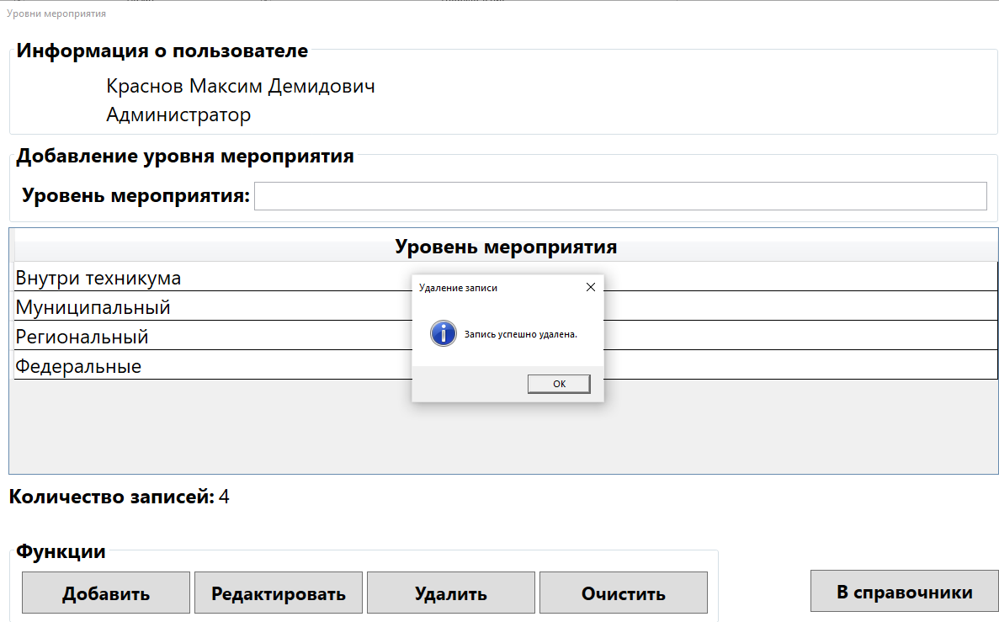 Уровни мероприятия
Информация о пользователе
Краснов Максим Демидович
Администратор
Добавление уровня мероприятия
Уровень мероприятия:
Уровень мероприятия
Внутри техникума
Муниципальный
Региональный
Федеральные
Удаление записи
Запись успешно удалена.
ОК
Количество записей: 4
Функции
Добавить Редактировать Удалить Очистить В справочники